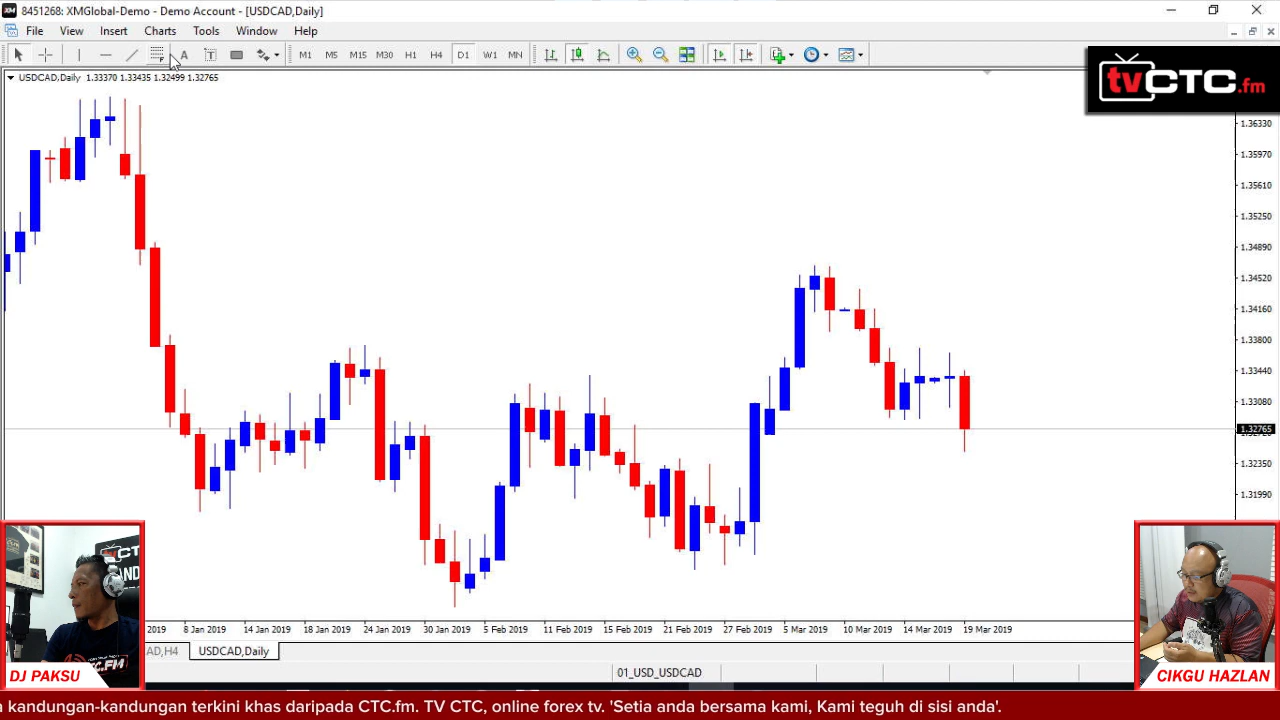 8451268: XMGlobal-Demo - Demo Account - [USDCAD,Daily]
File View Insert Charts Tools Window Help
M1 M5 M15 M30 H1 H4 D1 W1 MN
USDCAD,Daily 1.33370 1.33435 1.32499 1.32765
tvCTC.fm
1.36330
1.35970
1.35610
1.35250
1.34890
1.34520
1.34160
1.33800
1.33440
1.33080
1.32765
1.32350
1.31990
2019 8 Jan 2019 14 Jan 2019 18 Jan 2019 24 Jan 2019 30 Jan 2019 5 Feb 2019 11 Feb 2019 15 Feb 2019 21 Feb 2019 27 Feb 2019 5 Mar 2019 10 Mar 2019 14 Mar 2019 19 Mar 2019
AD,H4 USDCAD,Daily
01_USD_USDCAD
DJ PAKSU
CIKGU HAZLAN
a kandungan-kandungan terkini khas daripada CTC.fm. TV CTC, online forex tv. 'Setia anda bersama kami, Kami teguh di sisi anda'.